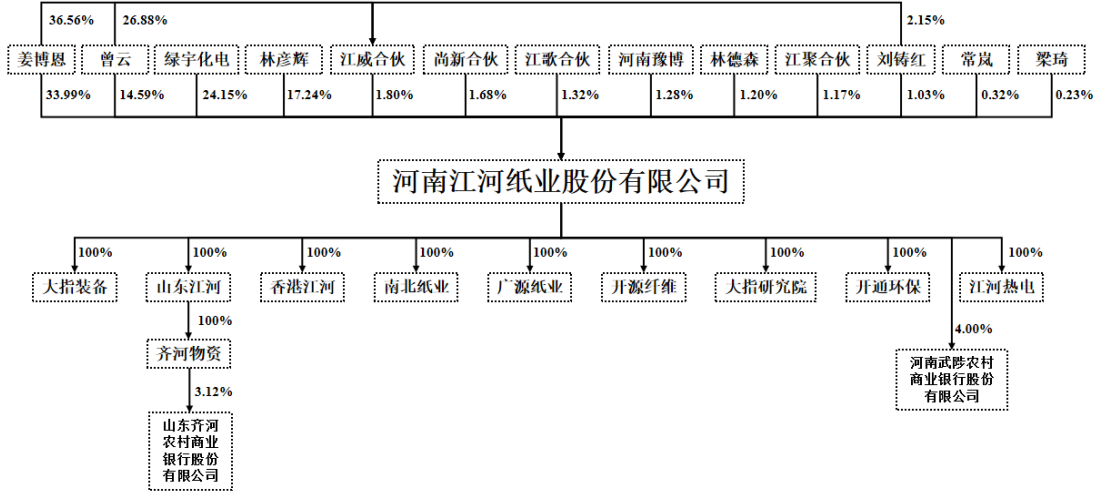 36.56%
26.88%
2.15%
姜博恩
曾云
绿宇化电
林彦辉
江威合伙
尚新合伙
江歌合伙
河南豫博
林德森
江聚合伙
刘铸红
常岚
梁琦
33.99%
14.59%
24.15%
17.24%
1.80%
1.68%
1.32%
1.28%
1.20%
1.17%
1.03%
0.32%
0.23%
河南江河纸业股份有限公司
100%
100%
100%
100%
100%
100%
100%
100%
100%
大指装备
山东江河
香港江河
南北纸业
广源纸业
开源纤维
大指研究院
开通环保
江河热电
100%
4.00%
齐河物资
河南武陟农村
商业银行股份
有限公司
3.12%
山东齐河
农村商业
银行股份
有限公司